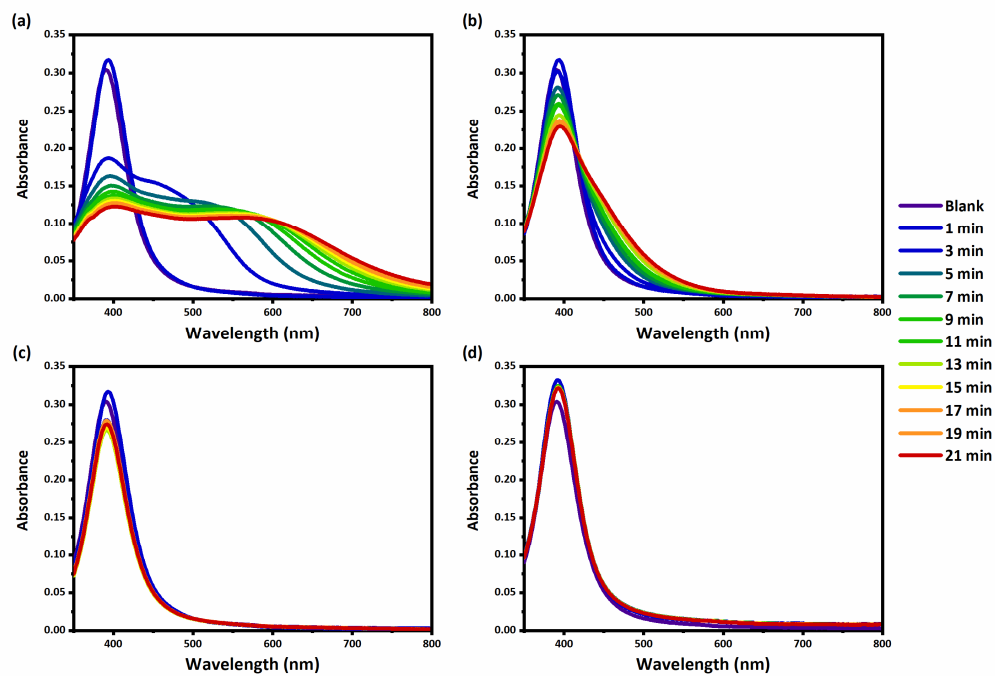 (a)
0.35
0.30
0.25
0.20
0.15
0.10
0.05
0.00
Absorbance
400
500
600
700
800
Wavelength (nm)
(b)
0.35
0.30
0.25
0.20
0.15
0.10
0.05
0.00
Absorbance
400
500
600
700
800
Wavelength (nm)
(c)
0.35
0.30
0.25
0.20
0.15
0.10
0.05
0.00
Absorbance
400
500
600
700
800
Wavelength (nm)
(d)
0.35
0.30
0.25
0.20
0.15
0.10
0.05
0.00
Absorbance
400
500
600
700
800
Wavelength (nm)
Blank
1 min
3 min
5 min
7 min
9 min
11 min
13 min
15 min
17 min
19 min
21 min